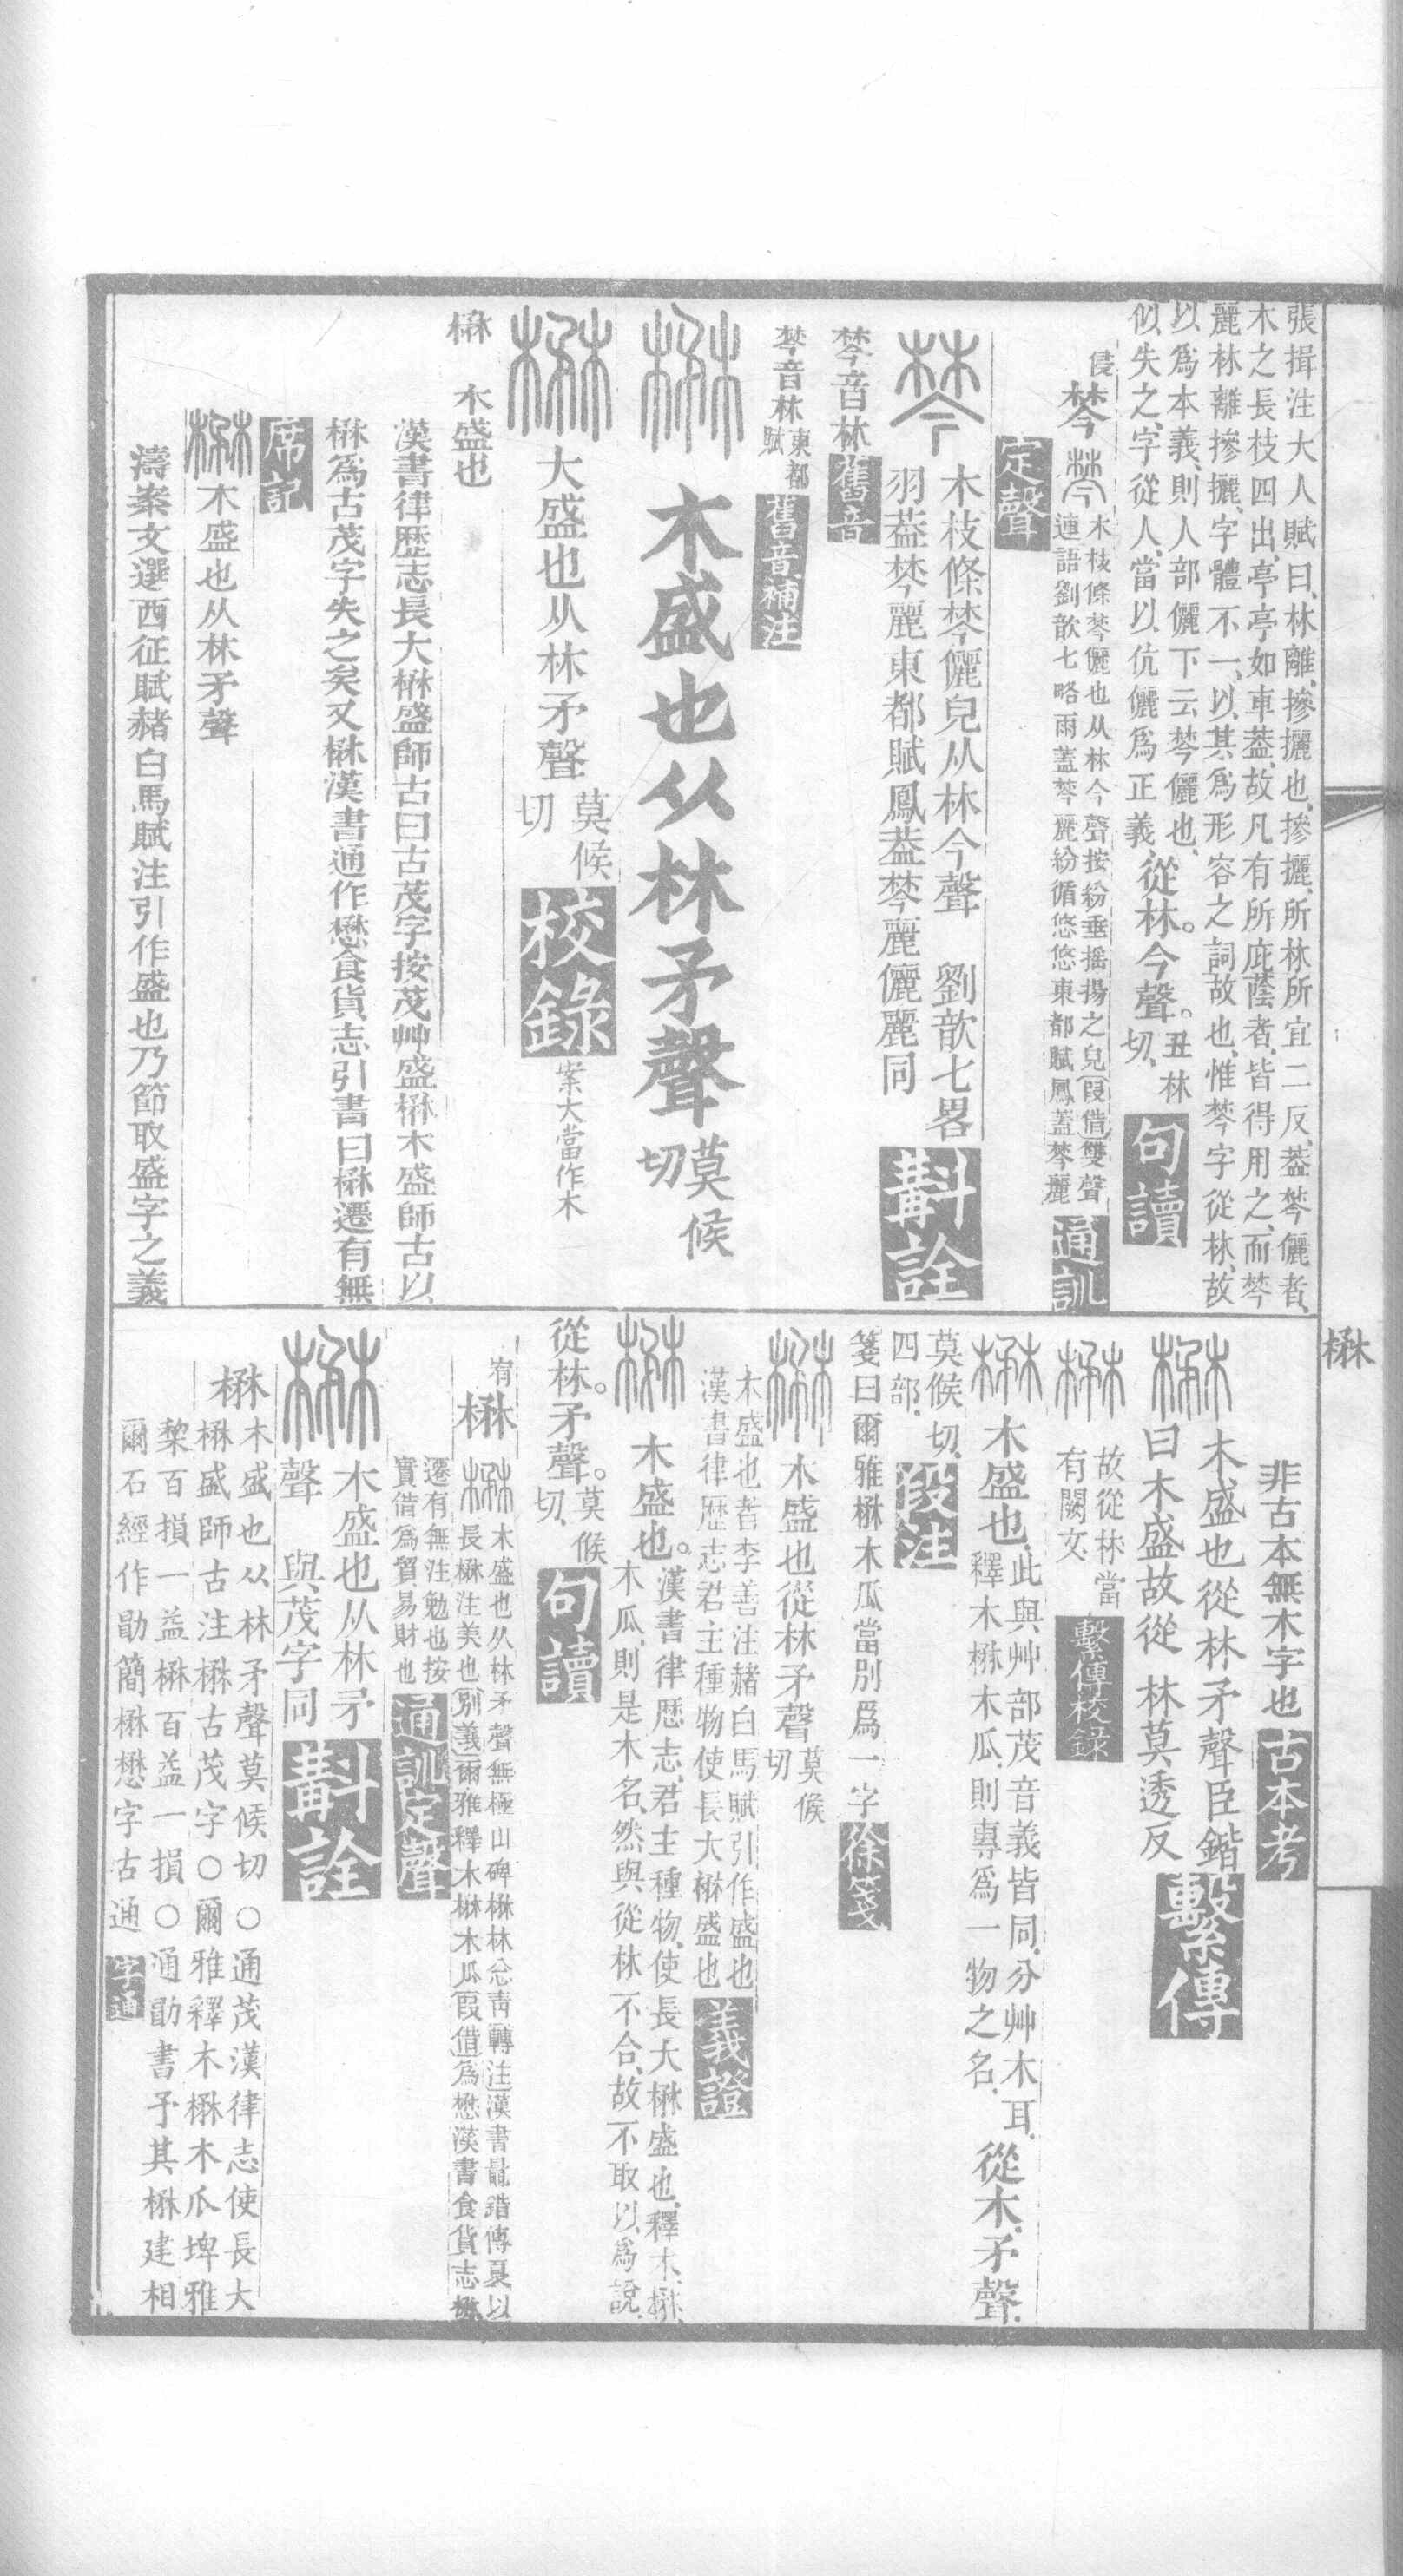 張揖注大人賦曰、林離、摻攦也、摻攦、所林所宜二反、葢棽儷者、
木之長枝四出、亭亭如車葢、故凡有所庇蔭者、皆得用之、而棽
麗林離摻攦、字體不一、以其爲形容之詞故也、惟棽字從林、故
以爲本義、則人部儷下云棽儷也、
似失之、字從人、當以伉儷爲正義、從林。今聲。丑林
切、
句讀
侵 棽 木枝條棽儷也从林今聲按紛垂搖揚之皃〔叚借〕雙聲
連語劉歆七略雨蓋棽麗紛循悠悠東都賦鳳蓋棽麗
通訓
定聲
木枝條棽儷皃从林今聲 劉歆七畧
羽葢棽麗東都賦鳳葢棽麗儷麗同
斠詮
棽音林
舊音
棽音林東都
賦
舊音補注
木盛也从林矛聲莫候
切
大盛也从林矛聲莫候
切
校錄
案大當作木
楙 木盛也
漢書律歷志長大楙盛師古曰古茂字按茂艸盛楙木盛師古以
楙爲古茂字失之矣又楙漢書通作懋食貨志引書曰楙遷有無
席記
木盛也从林矛聲
濤案文選西征賦赭白馬賦注引作盛也乃節取盛字之義
楙
非古本無木字也
古本考
木盛也從林矛聲臣鍇
曰木盛故從 林莫透反
繫傳
故從林當
有闕文
繫傳校錄
木盛也、此與艸部茂音義皆同、分艸木耳、從木、矛聲、
釋木楙木瓜、則專爲一物之名、
莫候切、
四部、
段注
箋曰爾雅楙木瓜當別爲一字
徐箋
木盛也從林矛聲莫候
切
木盛也者李善注赭白馬賦引作盛也
漢書律歷志君主種物使長大楙盛也
義證
木盛也。漢書律厯志、君主種物、使長大楙盛也、釋木、楙、
木瓜、則是木名、然與從林不合、故不取以爲說、
從林。矛聲。莫候
切、
句讀
宥 楙 木盛也从林矛聲無極山碑楙林忩青〔轉注〕漢書鼂錯傳夏以
長楙注美也〔別義〕爾雅釋木楙木瓜〔叚借〕爲懋漢書食貨志楙
遷有無注勉也按
實借爲貿易財也
通訓定聲
木盛也从林矛
聲 與茂字同
斠詮
楙 木盛也从林矛聲莫候切○通茂漢律志使長大
楙盛師古注楙古茂字○爾雅釋木楙木瓜埤雅
棃百損一益楙百益一損○通勖書予其楙建相
爾石經作勖簡楙懋字古通
字通